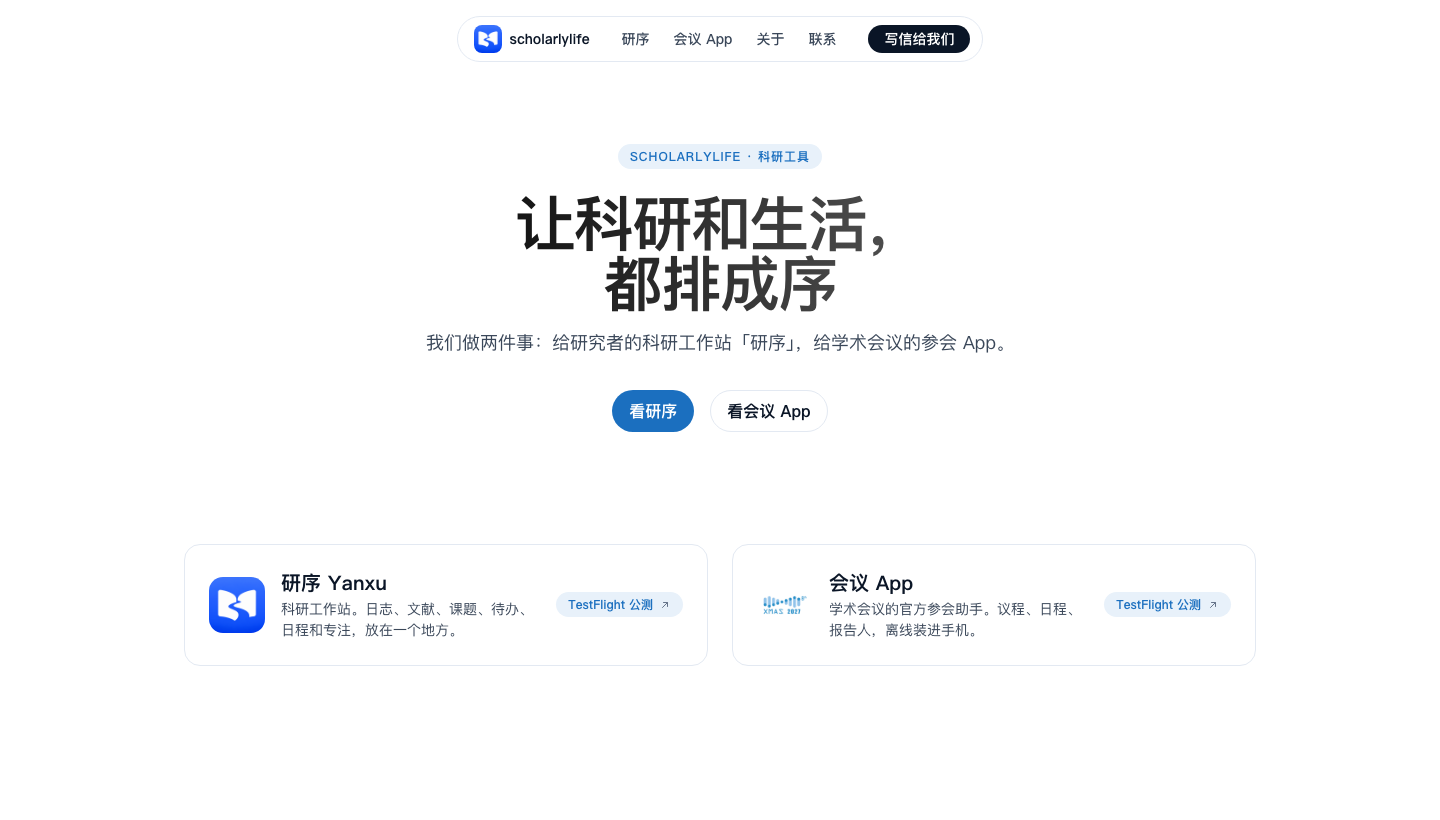 scholarlylife 研序 会议 App 关于 联系 写信给我们
SCHOLARLYLIFE · 科研工具
让科研和生活，
都排成序
我们做两件事：给研究者的科研工作站「研序」，给学术会议的参会 App。
看研序 看会议 App
研序 Yanxu
科研工作站。日志、文献、课题、待办、
日程和专注，放在一个地方。
TestFlight 公测
XMAS 2027
会议 App
学术会议的官方参会助手。议程、日程、
报告人，离线装进手机。
TestFlight 公测